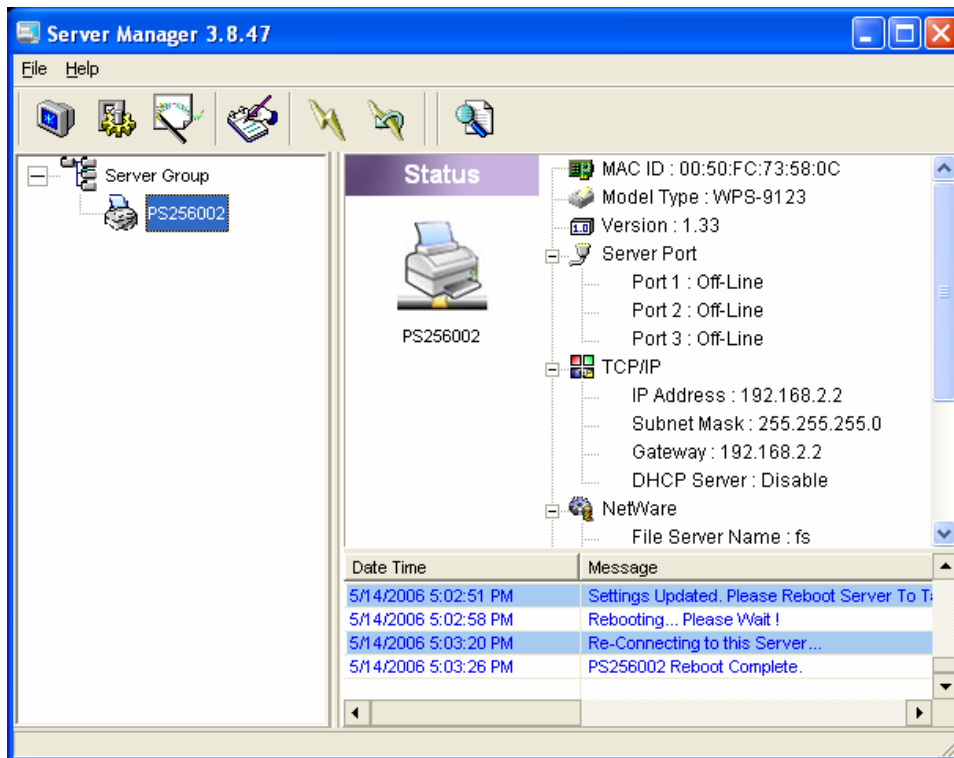 Server Manager 3.8.47
File Help
Server Group
PS256002
Status
PS256002
MAC ID : 00:50:FC:73:58:0C
Model Type : WPS-9123
1.0 Version : 1.33
Server Port
Port 1 : Off-Line
Port 2 : Off-Line
Port 3 : Off-Line
TCP/IP
IP Address : 192.168.2.2
Subnet Mask : 255.255.255.0
Gateway : 192.168.2.2
DHCP Server : Disable
NetWare
File Server Name : fs
Date Time Message
5/14/2006 5:02:51 PM Settings Updated. Please Reboot Server To
5/14/2006 5:02:58 PM Rebooting... Please Wait !
5/14/2006 5:03:20 PM Re-Connecting to this Server...
5/14/2006 5:03:26 PM PS256002 Reboot Complete.